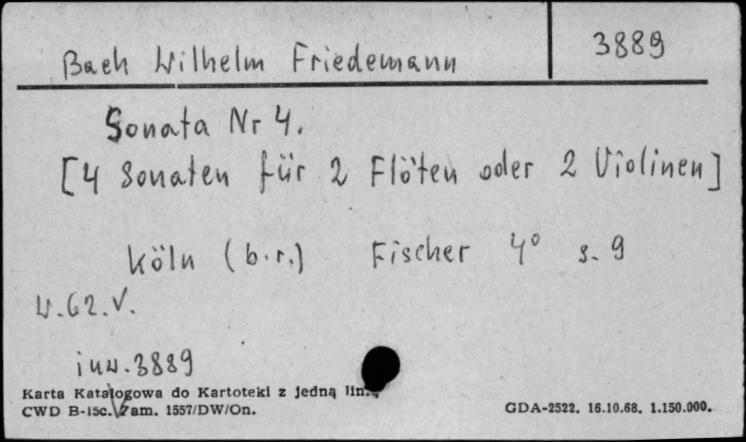 Bach Wilhelm Friedemann 3889
Sonata Nr 4.
[4 Sonaten für 2 Flöten oder 2 Violinen]
Köln (b.r.) Fischer 4° s. 9
W.62.V.
inw. 3889
Karta Katalogowa do Kartoteki z jedną linią
CWD B-15c. Zam. 1557/DW/On. GDA-2522. 16.10.68. 1.150.000.